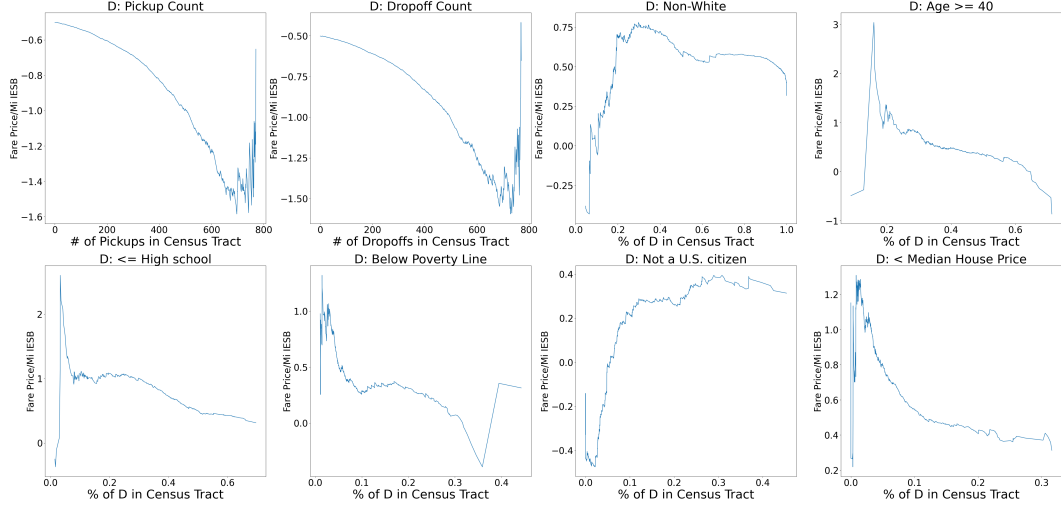 D: Pickup Count
D: Dropoff Count
D: Non-White
D: Age >= 40
Fare Price/Mi IESB
−0.6
−0.8
−1.0
−1.2
−1.4
−1.6
0 200 400 600 800
# of Pickups in Census Tract
Fare Price/Mi IESB
−0.50
−0.75
−1.00
−1.25
−1.50
0 200 400 600 800
# of Dropoffs in Census Tract
Fare Price/Mi IESB
0.75
0.50
0.25
0.00
−0.25
0.0 0.2 0.4 0.6 0.8 1.0
% of D in Census Tract
Fare Price/Mi IESB
3
2
1
0
−1
0.2 0.4 0.6
% of D in Census Tract
D: <= High school
D: Below Poverty Line
D: Not a U.S. citizen
D: < Median House Price
Fare Price/Mi IESB
2
1
0
0.0 0.2 0.4 0.6
% of D in Census Tract
Fare Price/Mi IESB
1.0
0.5
0.0
0.0 0.1 0.2 0.3 0.4
% of D in Census Tract
Fare Price/Mi IESB
0.4
0.2
0.0
−0.2
−0.4
0.0 0.1 0.2 0.3 0.4
% of D in Census Tract
Fare Price/Mi IESB
1.2
1.0
0.8
0.6
0.4
0.2
0.0 0.1 0.2 0.3
% of D in Census Tract